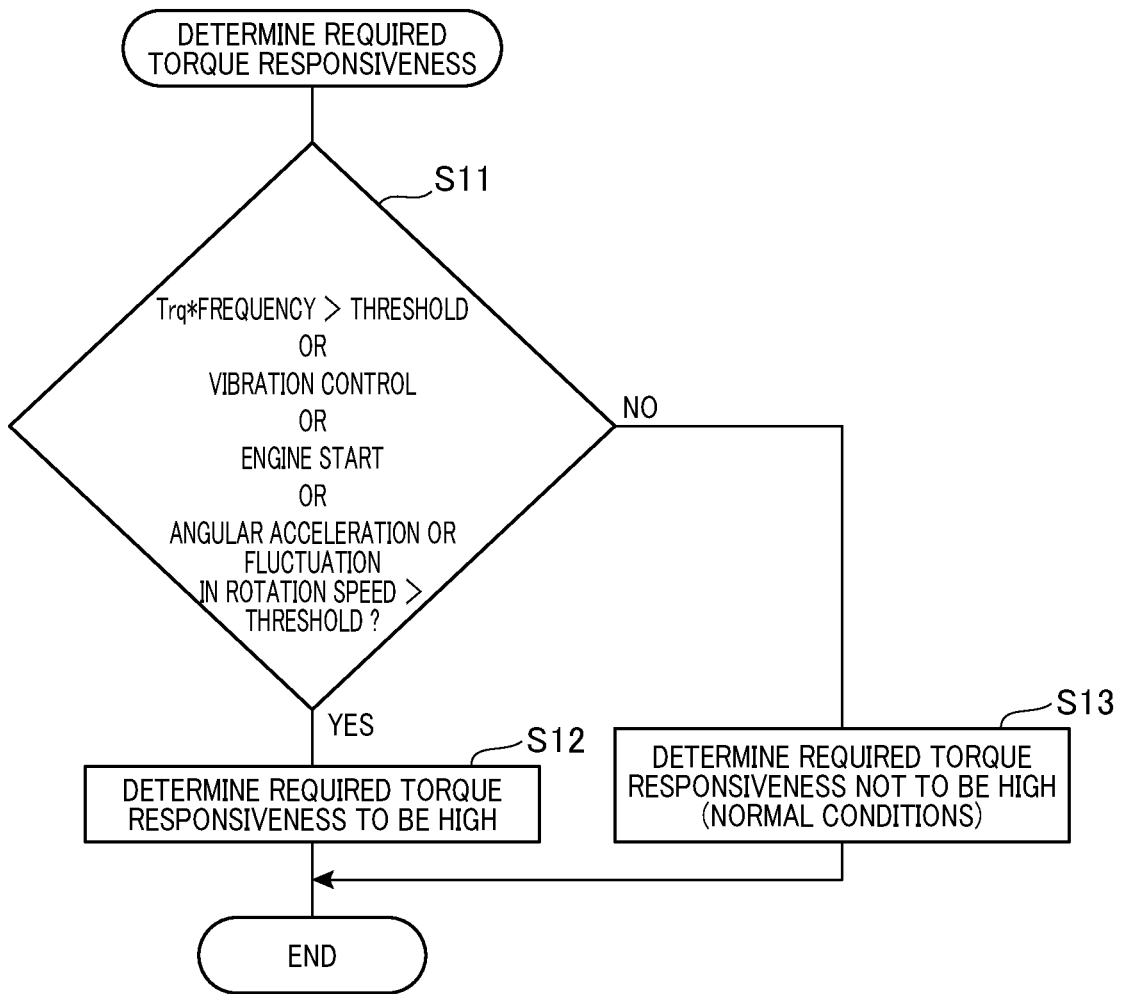 DETERMINE REQUIRED
TORQUE RESPONSIVENESS
S11
Trq*FREQUENCY > THRESHOLD
OR
VIBRATION CONTROL
OR
ENGINE START
OR
ANGULAR ACCELERATION OR
FLUCTUATION
IN ROTATION SPEED >
THRESHOLD ?
NO
YES
S12
DETERMINE REQUIRED TORQUE
RESPONSIVENESS TO BE HIGH
S13
DETERMINE REQUIRED TORQUE
RESPONSIVENESS NOT TO BE HIGH
(NORMAL CONDITIONS)
END